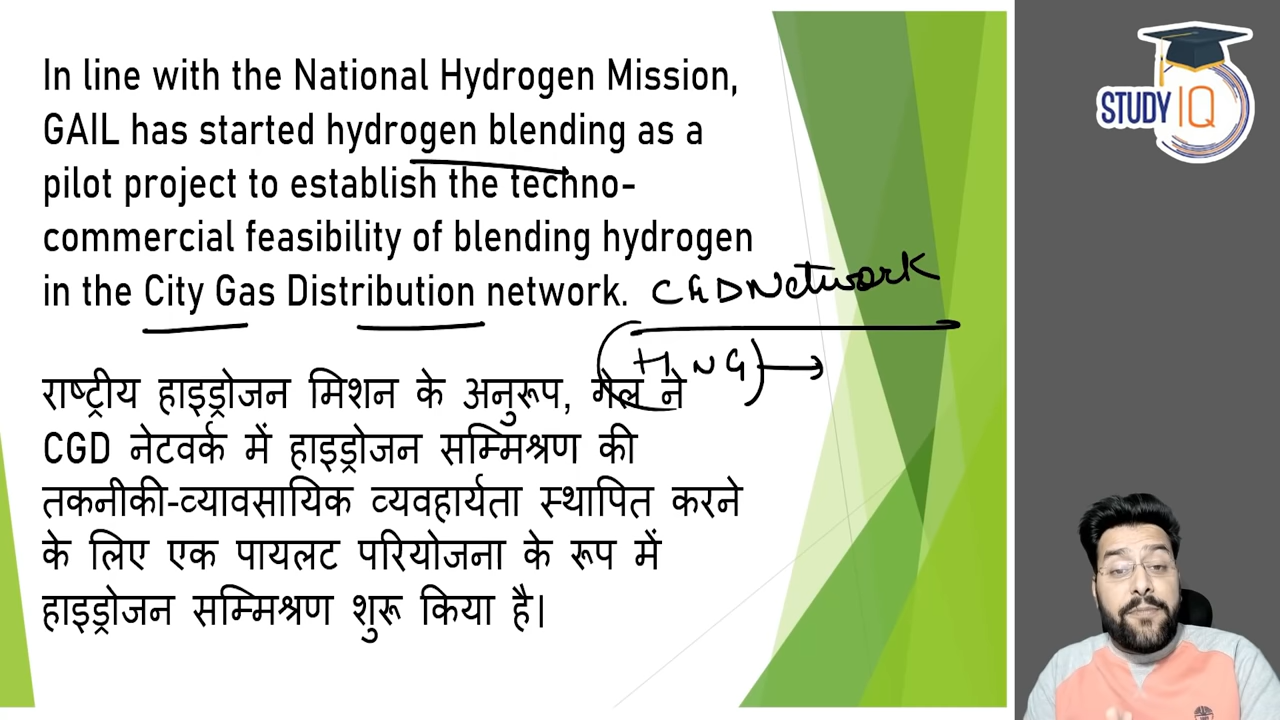 In line with the National Hydrogen Mission,
GAIL has started hydrogen blending as a
pilot project to establish the techno-
commercial feasibility of blending hydrogen
in the City Gas Distribution network. CGD Network
H NG
राष्ट्रीय हाइड्रोजन मिशन के अनुरूप, गेल ने
CGD नेटवर्क में हाइड्रोजन सम्मिश्रण की
तकनीकी-व्यावसायिक व्यवहार्यता स्थापित करने
के लिए एक पायलट परियोजना के रूप में
हाइड्रोजन सम्मिश्रण शुरू किया है।
STUDY IQ